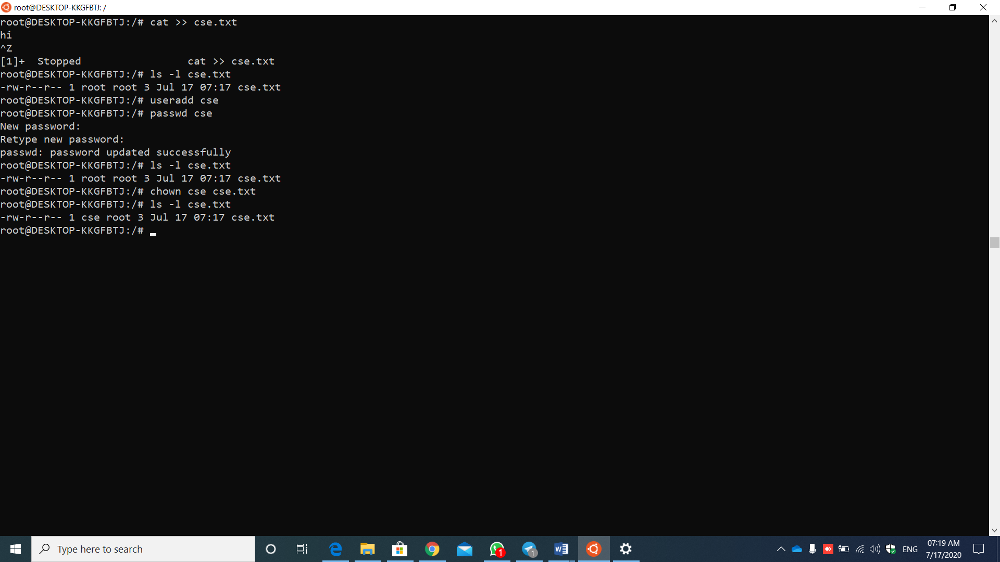 root@DESKTOP-KKGFBTJ: /
root@DESKTOP-KKGFBTJ:/# cat >> cse.txt
hi
^Z
[1]+  Stopped                 cat >> cse.txt
root@DESKTOP-KKGFBTJ:/# ls -l cse.txt
-rw-r--r-- 1 root root 3 Jul 17 07:17 cse.txt
root@DESKTOP-KKGFBTJ:/# useradd cse
root@DESKTOP-KKGFBTJ:/# passwd cse
New password:
Retype new password:
passwd: password updated successfully
root@DESKTOP-KKGFBTJ:/# ls -l cse.txt
-rw-r--r-- 1 root root 3 Jul 17 07:17 cse.txt
root@DESKTOP-KKGFBTJ:/# chown cse cse.txt
root@DESKTOP-KKGFBTJ:/# ls -l cse.txt
-rw-r--r-- 1 cse root 3 Jul 17 07:17 cse.txt
root@DESKTOP-KKGFBTJ:/#
Type here to search
1
1
W
ENG
07:19 AM
7/17/2020